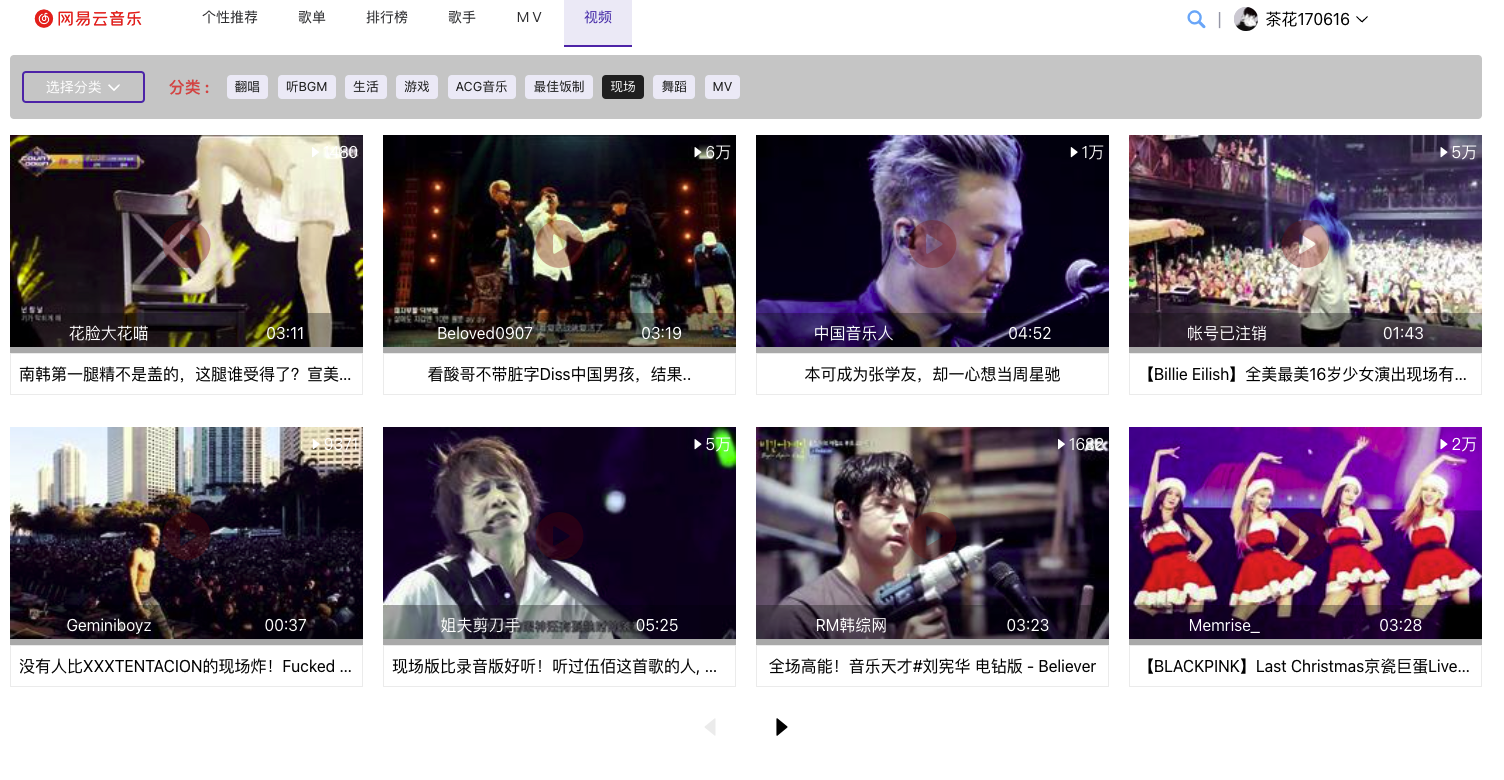 网易云音乐 个性推荐 歌单 排行榜 歌手 MV 视频 | 茶花170616
选择分类 分类： 翻唱 听BGM 生活 游戏 ACG音乐 最佳饭制 现场 舞蹈 MV
6万 1万 5万
COUNT DOWN
花脸大花喵 03:11 Beloved0907 03:19 中国音乐人 04:52 帐号已注销 01:43
南韩第一腿精不是盖的，这腿谁受得了？宣美...
看酸哥不带脏字Diss中国男孩，结果..
本可成为张学友，却一心想当周星驰
【Billie Eilish】全美最美16岁少女演出现场有...
5万 1682 2万
비긴어게인
Geminiboyz 00:37 姐夫剪刀手 05:25 RM韩综网 03:23 Memrise_ 03:28
没有人比XXXTENTACION的现场炸！Fucked ...
现场版比录音版好听！听过伍佰这首歌的人, ...
全场高能！音乐天才#刘宪华 电钻版 - Believer
【BLACKPINK】Last Christmas京瓷巨蛋Live...